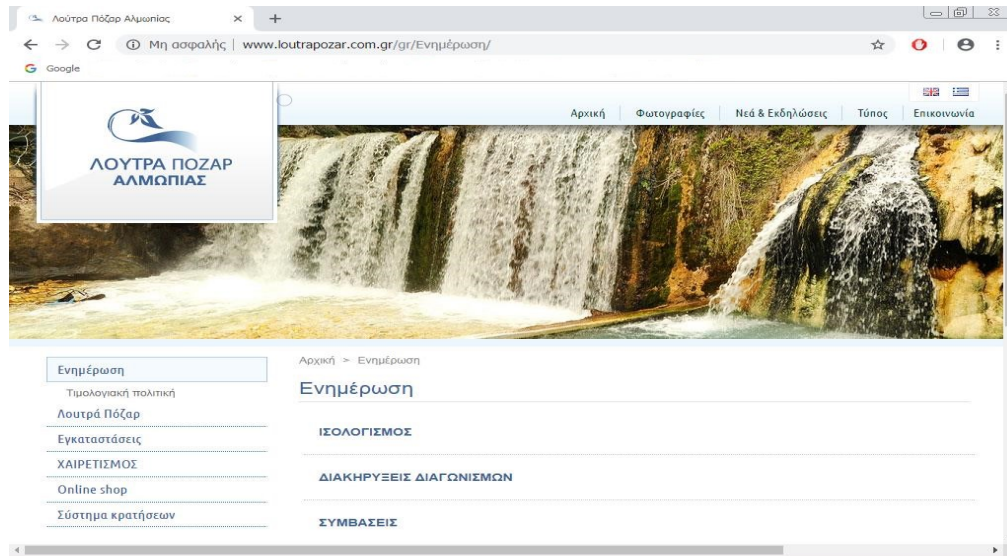 Λούτρα Πόζαρ Αλμωπίας
Μη ασφαλής | www.loutrapozar.com.gr/gr/Ενημέρωση/
Google
Αρχική Φωτογραφίες Νεά & Εκδηλώσεις Τύπος Επικοινωνία
ΛΟΥΤΡΑ ΠΟΖΑΡ
ΑΛΜΩΠΙΑΣ
Ενημέρωση
Τιμολογιακή πολιτική
Λουτρά Πόζαρ
Εγκαταστάσεις
ΧΑΙΡΕΤΙΣΜΟΣ
Online shop
Σύστημα κρατήσεων
Αρχική > Ενημέρωση
Ενημέρωση
ΙΣΟΛΟΓΙΣΜΟΣ
ΔΙΑΚΗΡΥΞΕΙΣ ΔΙΑΓΩΝΙΣΜΩΝ
ΣΥΜΒΑΣΕΙΣ